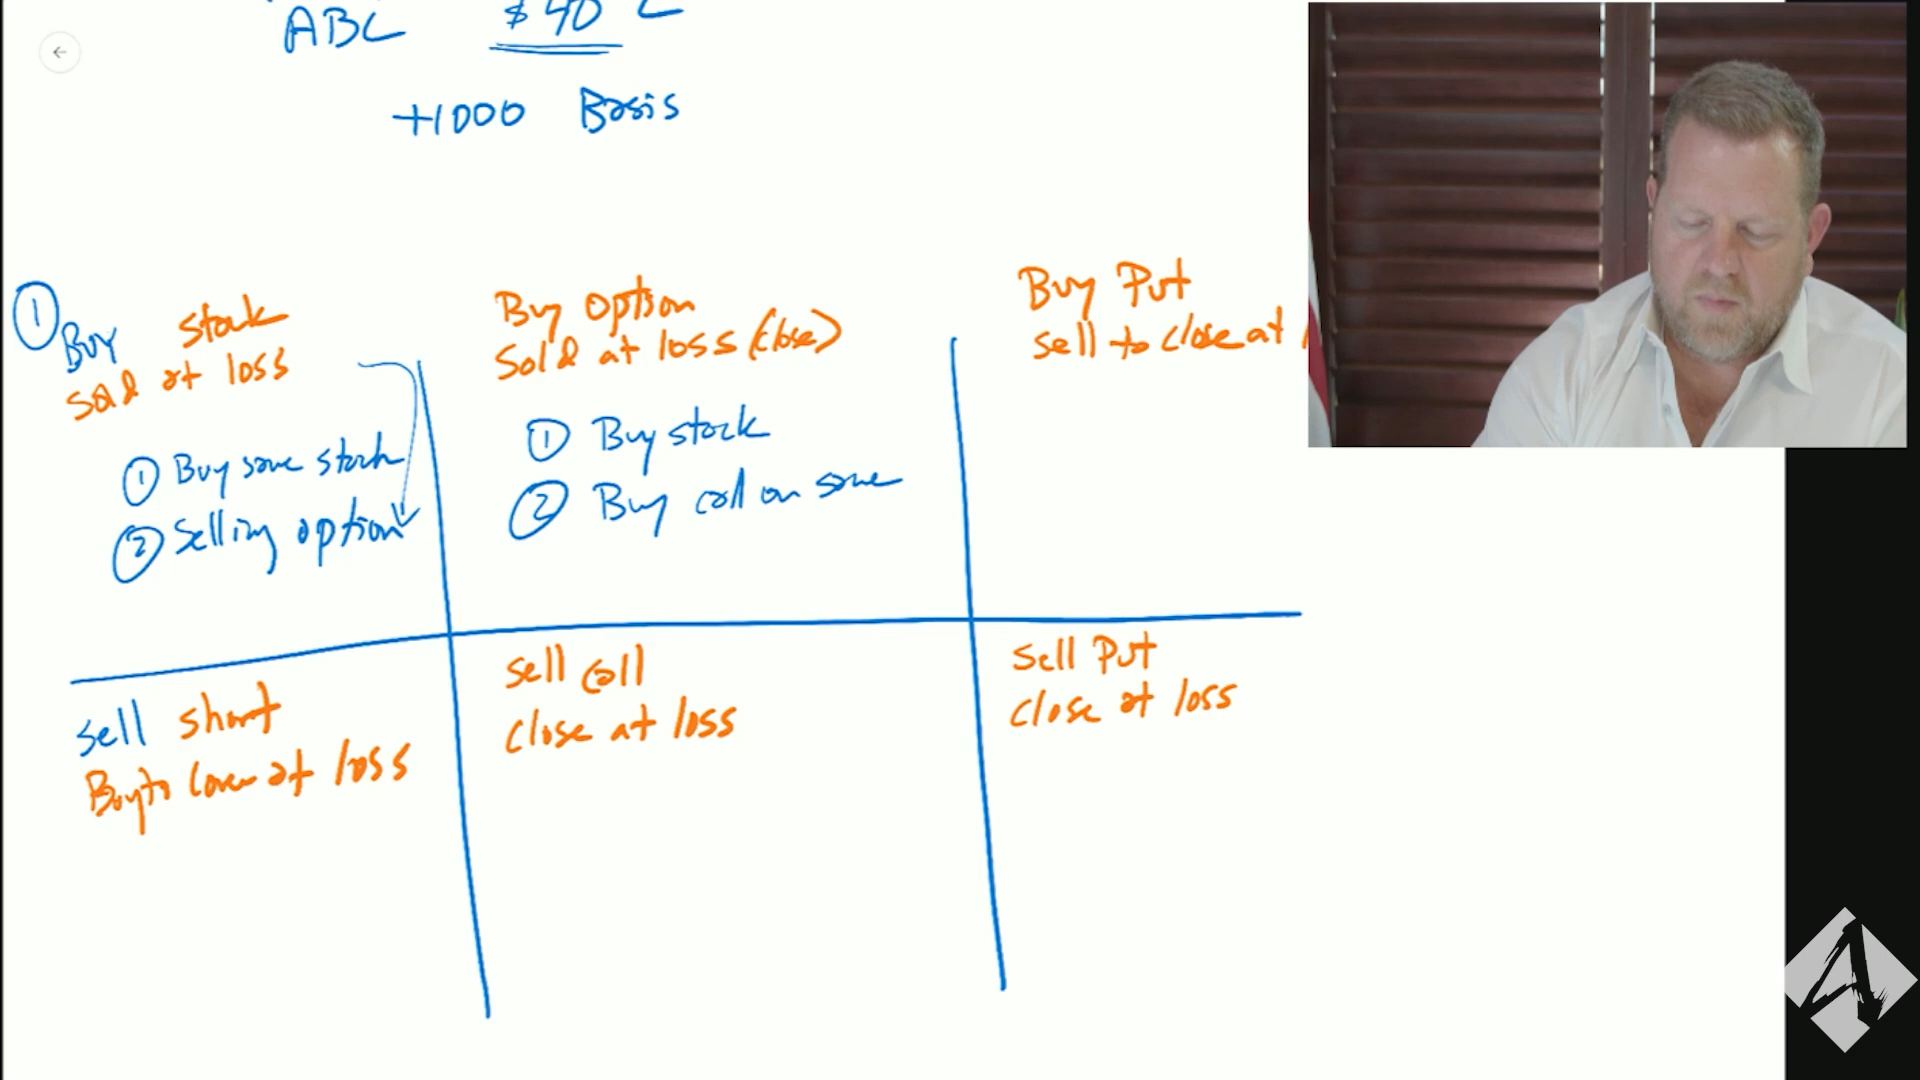 ABC $40
+1000 Basis
①
Buy stock
sold at loss
① Buy same stock
② Selling option
Buy option
Sold at loss (close)
① Buy stock
② Buy call on same
Buy Put
sell to close at
sell short
Buy to cover at loss
sell call
close at loss
Sell Put
close at loss
A